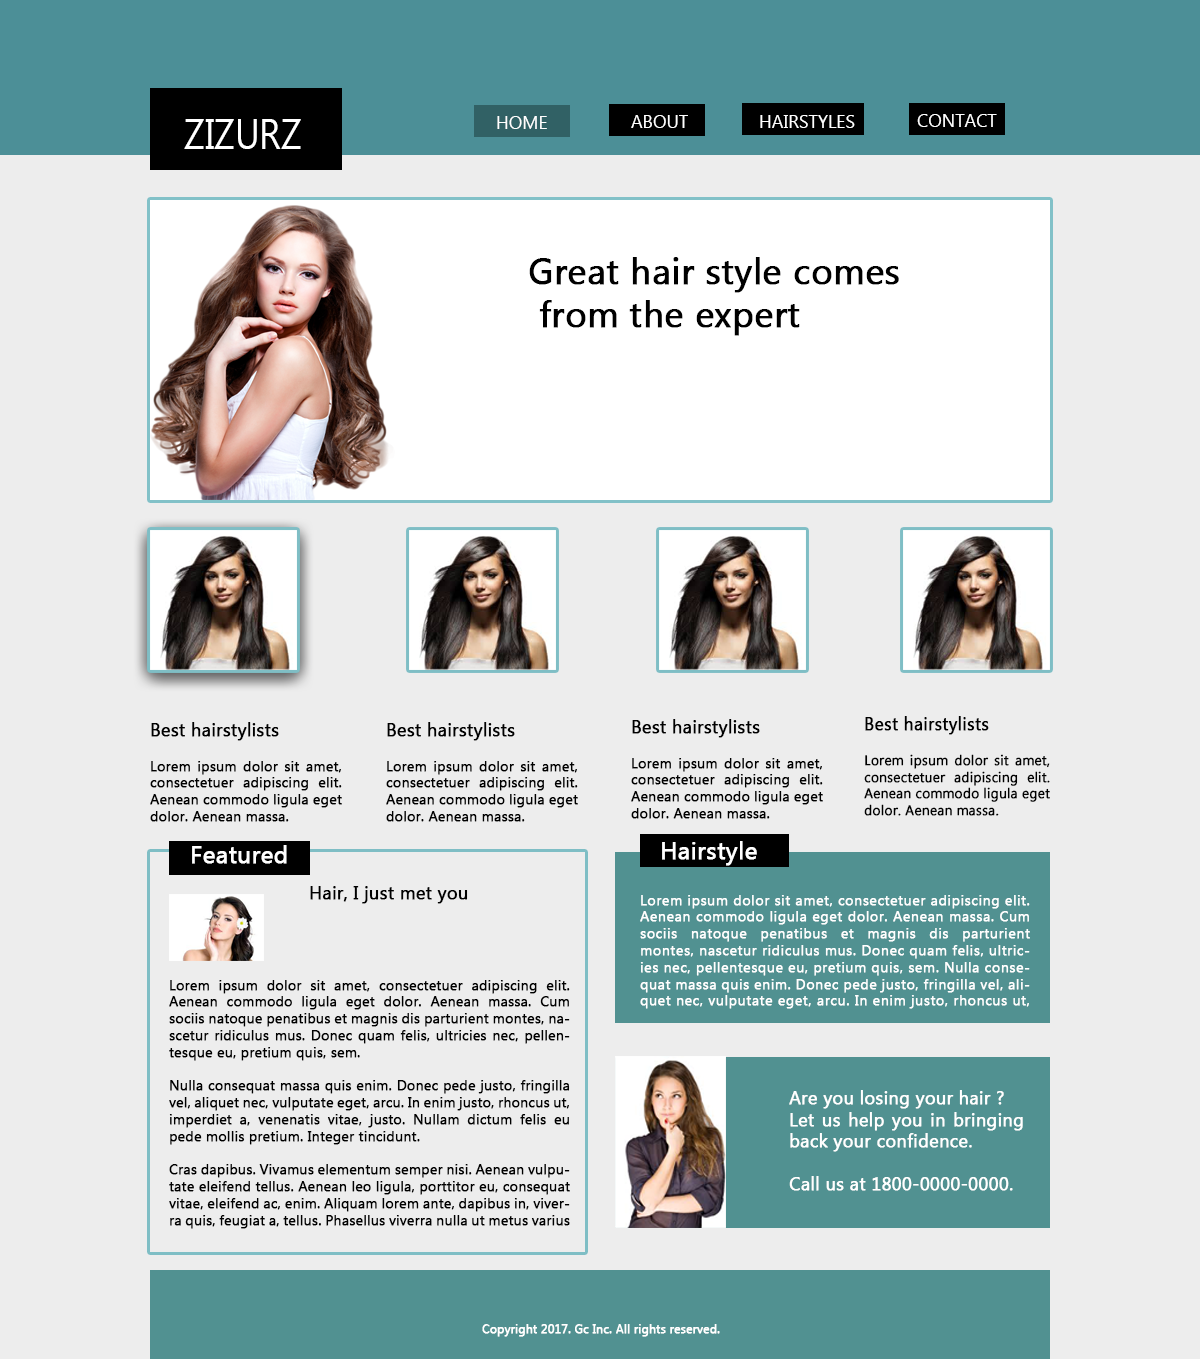 ZIZURZ
HOME
ABOUT
HAIRSTYLES
CONTACT
Great hair style comes
from the expert
Best hairstylists
Lorem ipsum dolor sit amet,
consectetuer adipiscing elit.
Aenean commodo ligula eget
dolor. Aenean massa.
Best hairstylists
Lorem ipsum dolor sit amet,
consectetuer adipiscing elit.
Aenean commodo ligula eget
dolor. Aenean massa.
Best hairstylists
Lorem ipsum dolor sit amet,
consectetuer adipiscing elit.
Aenean commodo ligula eget
dolor. Aenean massa.
Best hairstylists
Lorem ipsum dolor sit amet,
consectetuer adipiscing elit.
Aenean commodo ligula eget
dolor. Aenean massa.
Featured
Hair, I just met you
Lorem ipsum dolor sit amet, consectetuer adipiscing elit.
Aenean commodo ligula eget dolor. Aenean massa. Cum
sociis natoque penatibus et magnis dis parturient montes, na-
scetur ridiculus mus. Donec quam felis, ultricies nec, pellen-
tesque eu, pretium quis, sem.
Nulla consequat massa quis enim. Donec pede justo, fringilla
vel, aliquet nec, vulputate eget, arcu. In enim justo, rhoncus ut,
imperdiet a, venenatis vitae, justo. Nullam dictum felis eu
pede mollis pretium. Integer tincidunt.
Cras dapibus. Vivamus elementum semper nisi. Aenean vulpu-
tate eleifend tellus. Aenean leo ligula, porttitor eu, consequat
vitae, eleifend ac, enim. Aliquam lorem ante, dapibus in, viver-
ra quis, feugiat a, tellus. Phasellus viverra nulla ut metus varius
Hairstyle
Lorem ipsum dolor sit amet, consectetuer adipiscing elit.
Aenean commodo ligula eget dolor. Aenean massa. Cum
sociis natoque penatibus et magnis dis parturient
montes, nascetur ridiculus mus. Donec quam felis, ultric-
ies nec, pellentesque eu, pretium quis, sem. Nulla conse-
quat massa quis enim. Donec pede justo, fringilla vel, ali-
quet nec, vulputate eget, arcu. In enim justo, rhoncus ut,
Are you losing your hair ?
Let us help you in bringing
back your confidence.
Call us at 1800-0000-0000.
Copyright 2017. Gc Inc. All rights reserved.